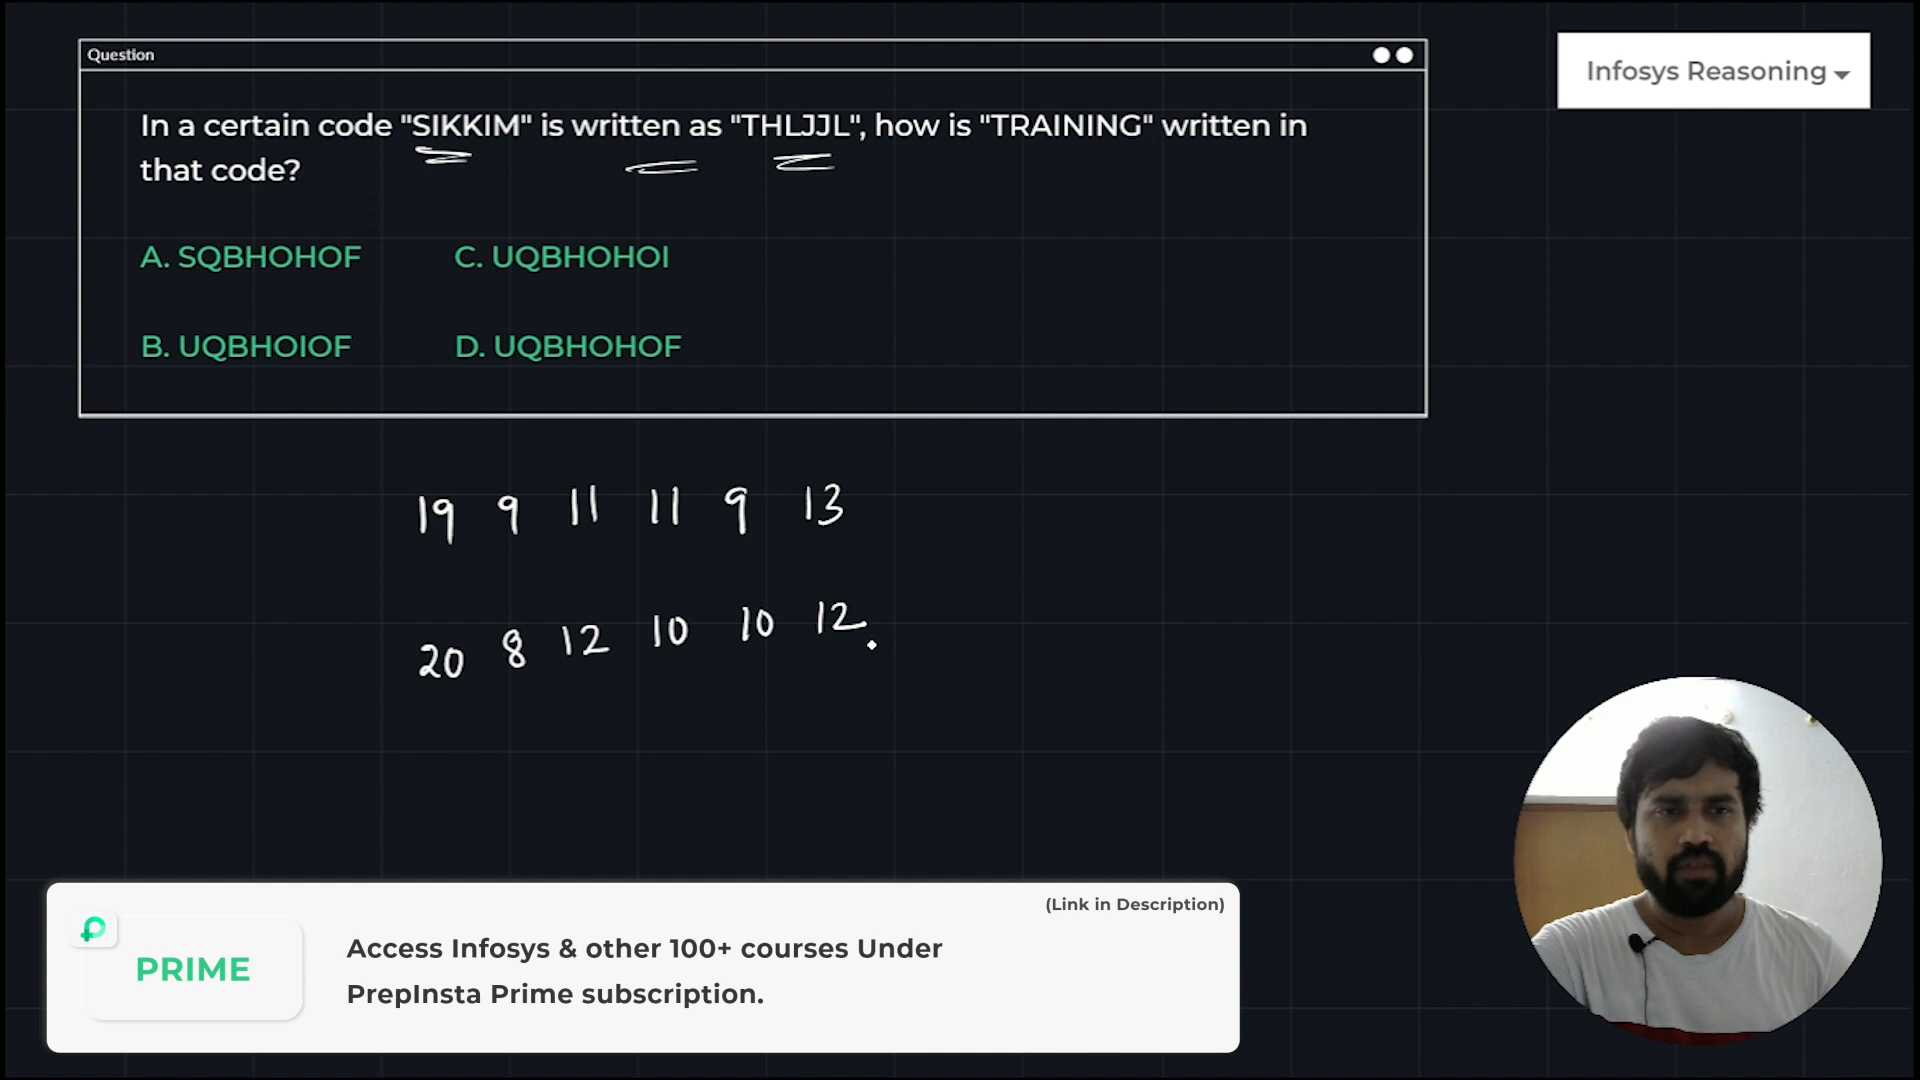 Question
Infosys Reasoning
In a certain code "SIKKIM" is written as "THLJJL", how is "TRAINING" written in
that code?
A. SQBHOHOF C. UQBHOHOI
B. UQBHOIOF D. UQBHOHOF
19 9 11 11 9 13
20 8 12 10 10 12
(Link in Description)
PRIME
Access Infosys & other 100+ courses Under
PrepInsta Prime subscription.